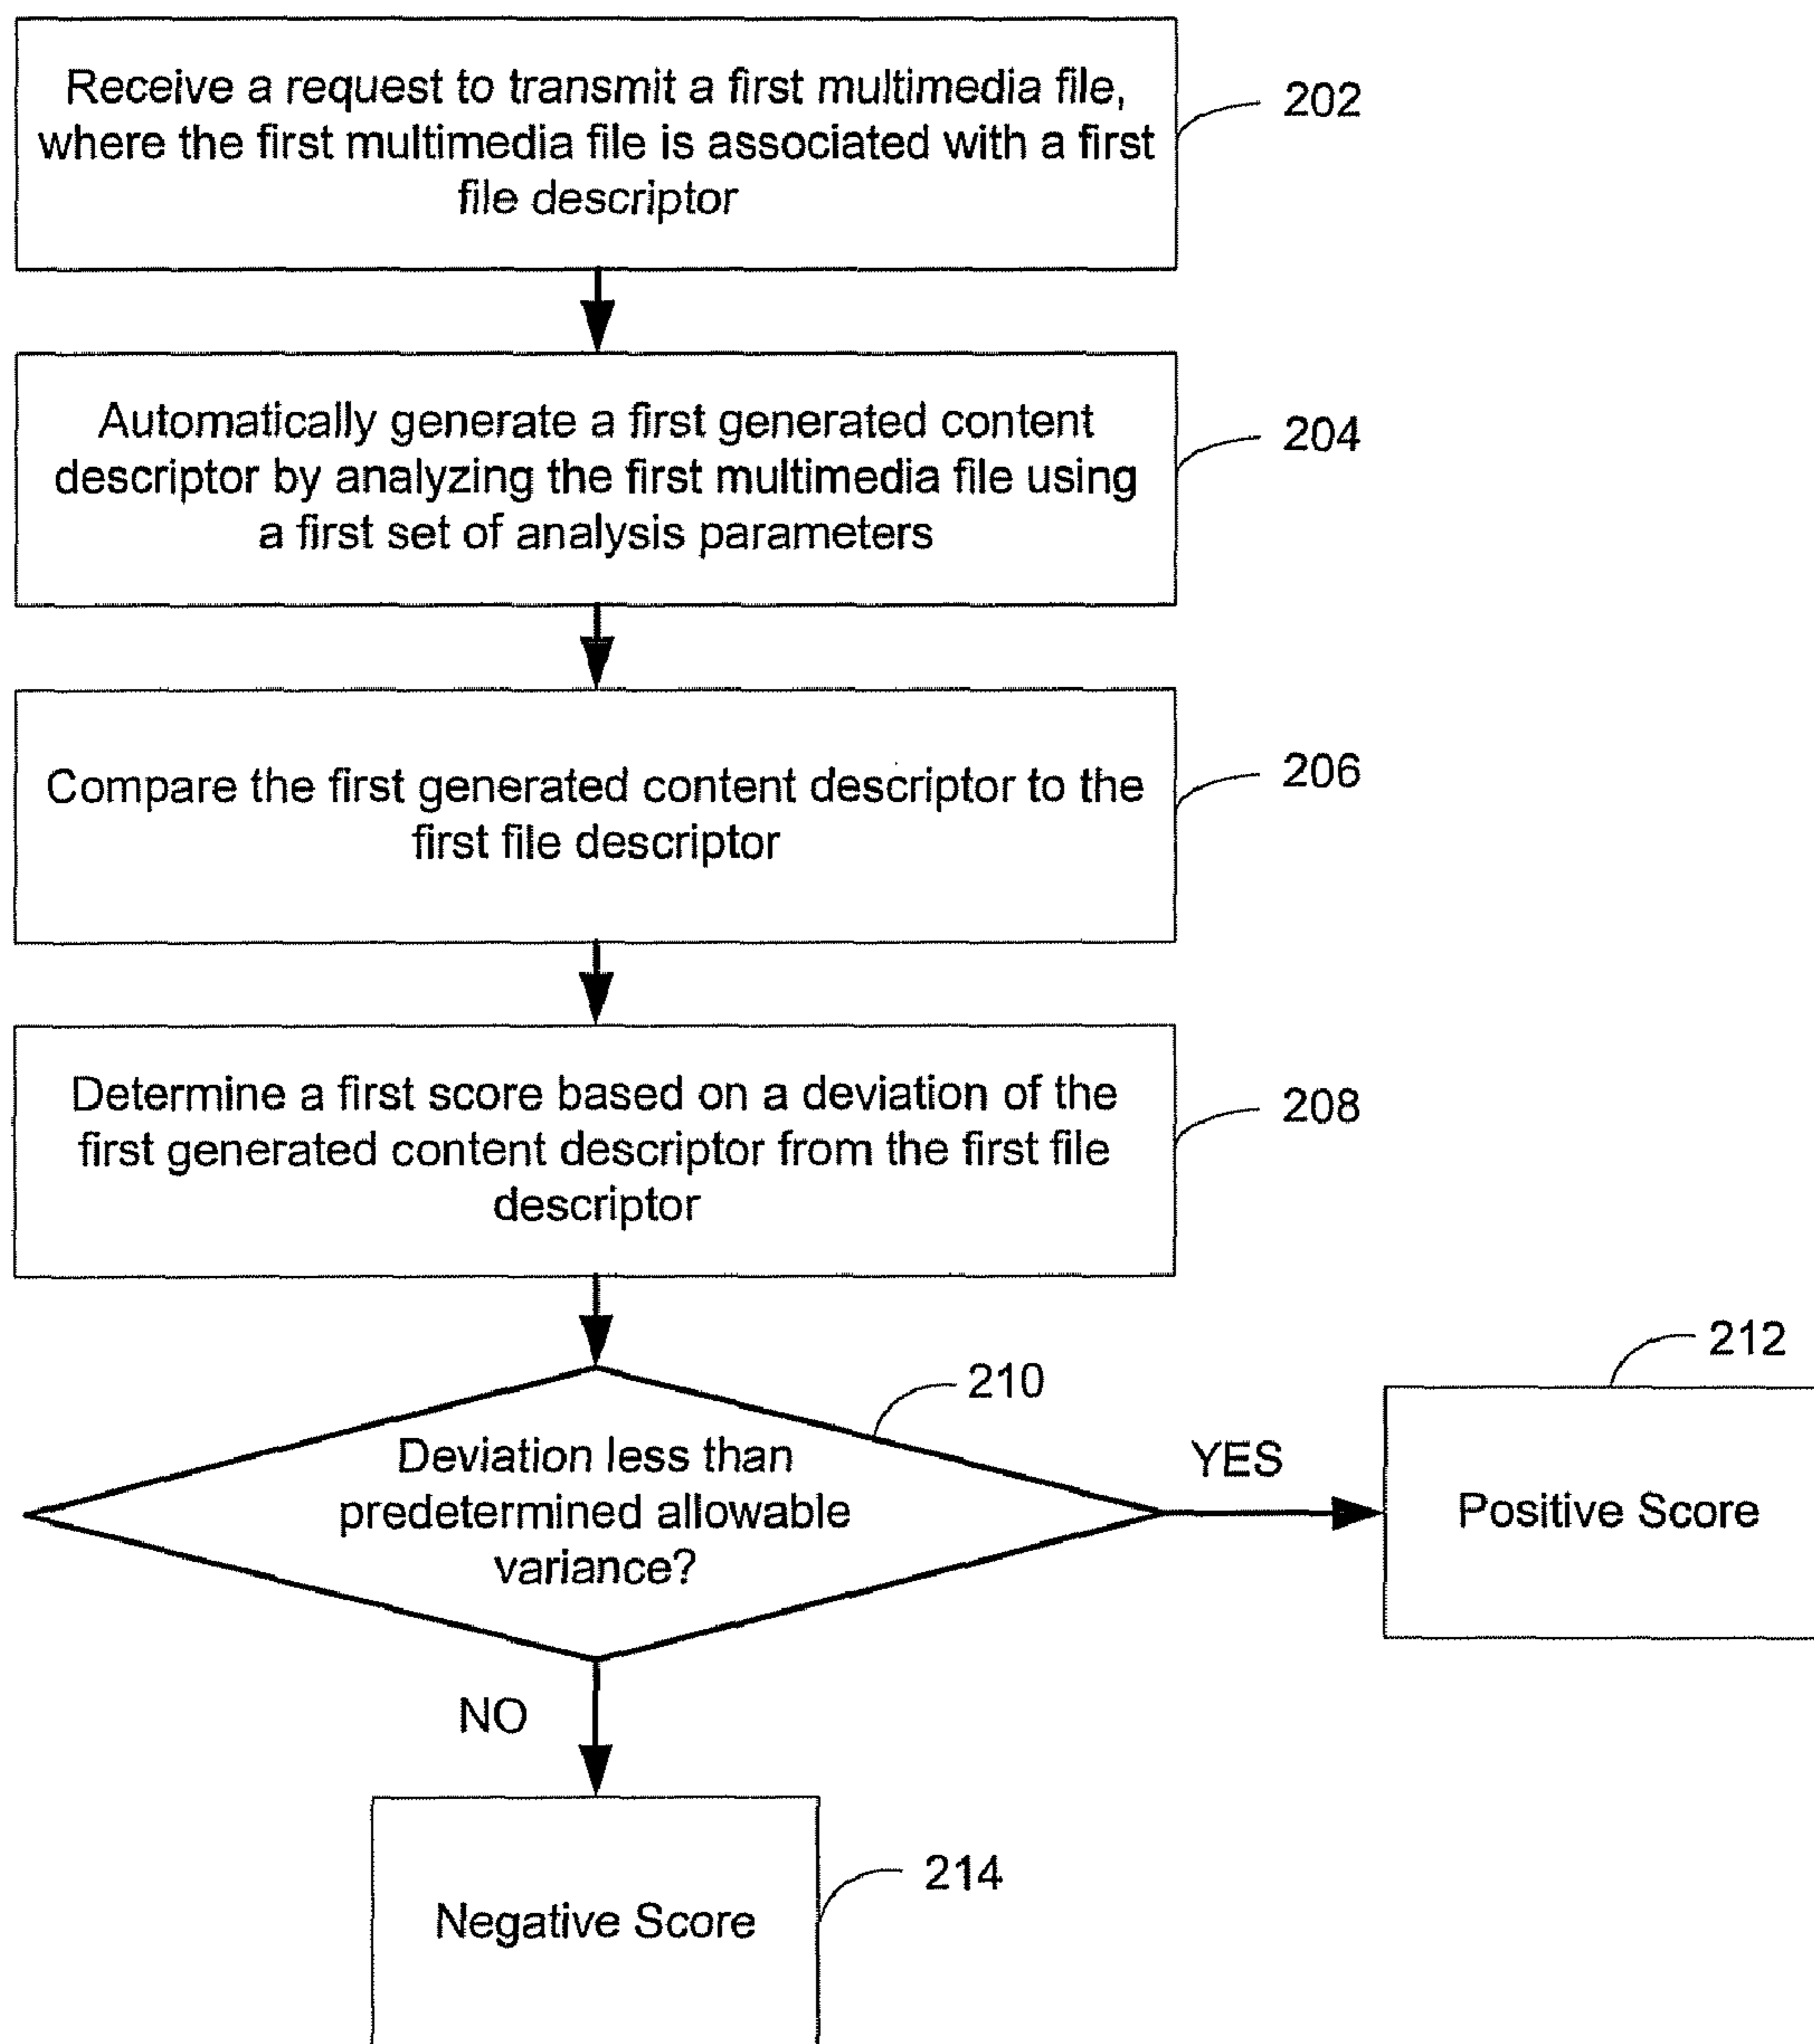 Receive a request to transmit a first multimedia file,
where the first multimedia file is associated with a first
file descriptor
202
Automatically generate a first generated content
descriptor by analyzing the first multimedia file using
a first set of analysis parameters
204
Compare the first generated content descriptor to the
first file descriptor
206
Determine a first score based on a deviation of the
first generated content descriptor from the first file
descriptor
208
210
Deviation less than
predetermined allowable
variance?
YES
212
Positive Score
NO
214
Negative Score